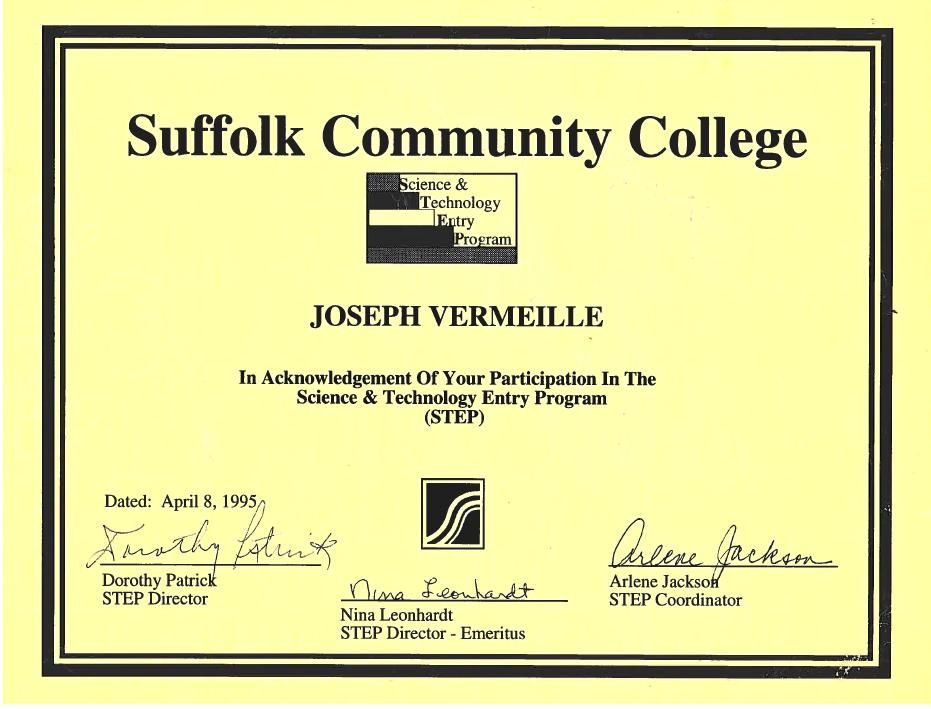 Suffolk Community College
Science &
Technology
Entry
Program
JOSEPH VERMEILLE
In Acknowledgement Of Your Participation In The
Science & Technology Entry Program
(STEP)
Dated: April 8, 1995
Dorothy Patrick
Dorothy Patrick
STEP Director
Nina Leonhardt
Nina Leonhardt
STEP Director - Emeritus
Arlene Jackson
Arlene Jackson
STEP Coordinator